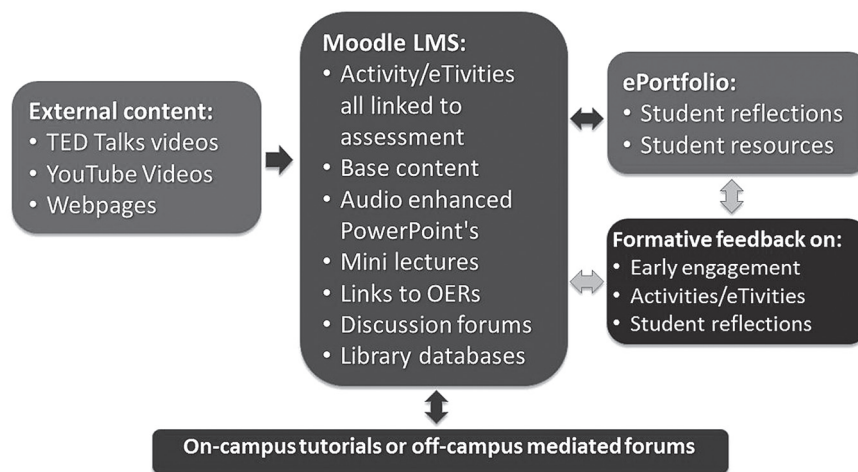 External content:
• TED Talks videos
• YouTube Videos
• Webpages
Moodle LMS:
• Activity/eTivities
all linked to
assessment
• Base content
• Audio enhanced
PowerPoint's
• Mini lectures
• Links to OERs
• Discussion forums
• Library databases
ePortfolio:
• Student reflections
• Student resources
Formative feedback on:
• Early engagement
• Activities/eTivities
• Student reflections
On-campus tutorials or off-campus mediated forums